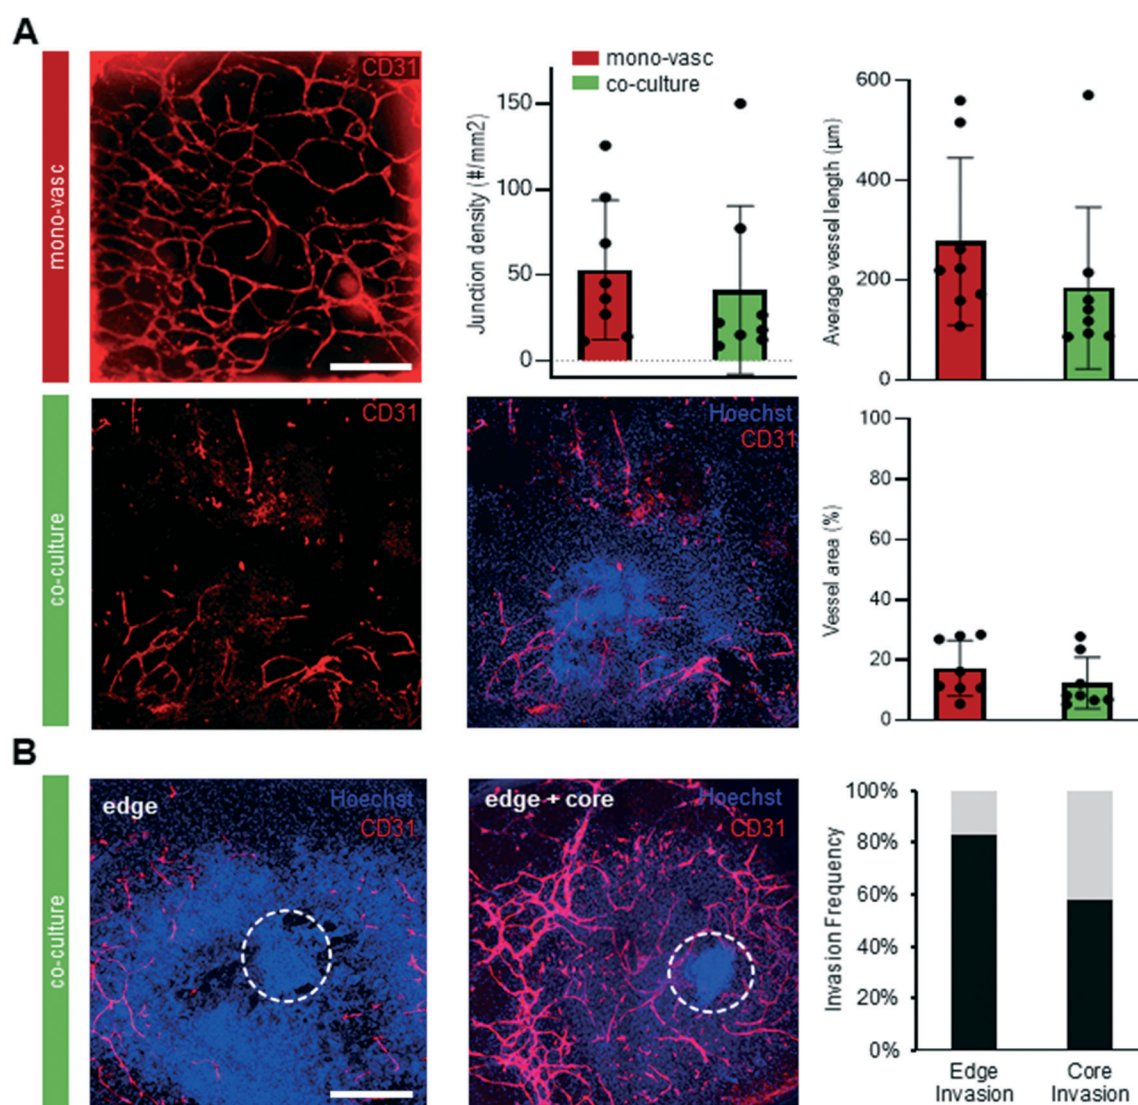 A
mono-vasc
CD31
mono-vasc
co-culture
Junction density (#/mm2)
150
100
50
0
Average vessel length (μm)
600
400
200
0
co-culture
CD31
Hoechst
CD31
Vessel area (%)
100
80
60
40
20
0
B
co-culture
edge
Hoechst
CD31
edge + core
Hoechst
CD31
Invasion Frequency
100%
80%
60%
40%
20%
0%
Edge
Invasion
Core
Invasion